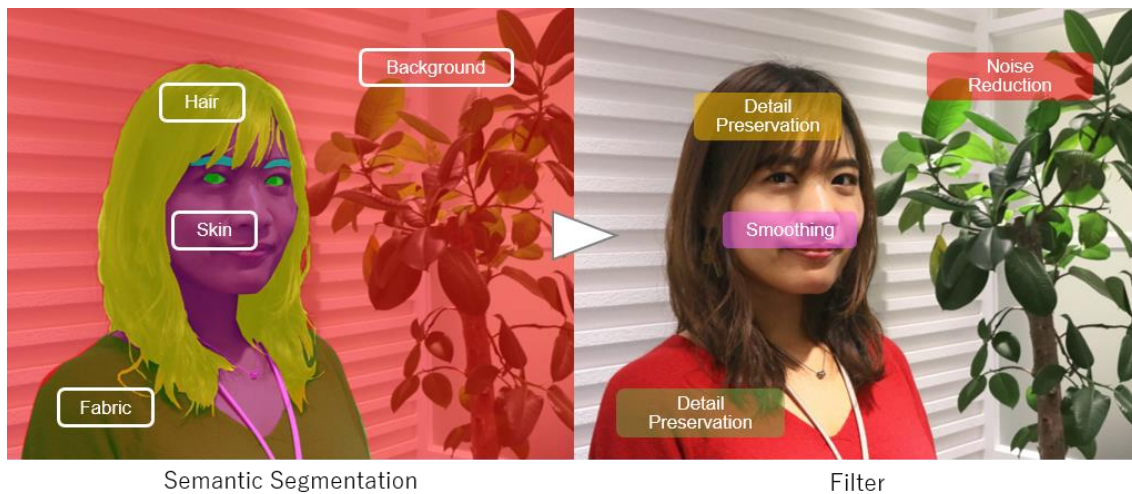 Background
Hair
Skin
Fabric
Noise
Reduction
Detail
Preservation
Smoothing
Detail
Preservation
Semantic Segmentation
Filter